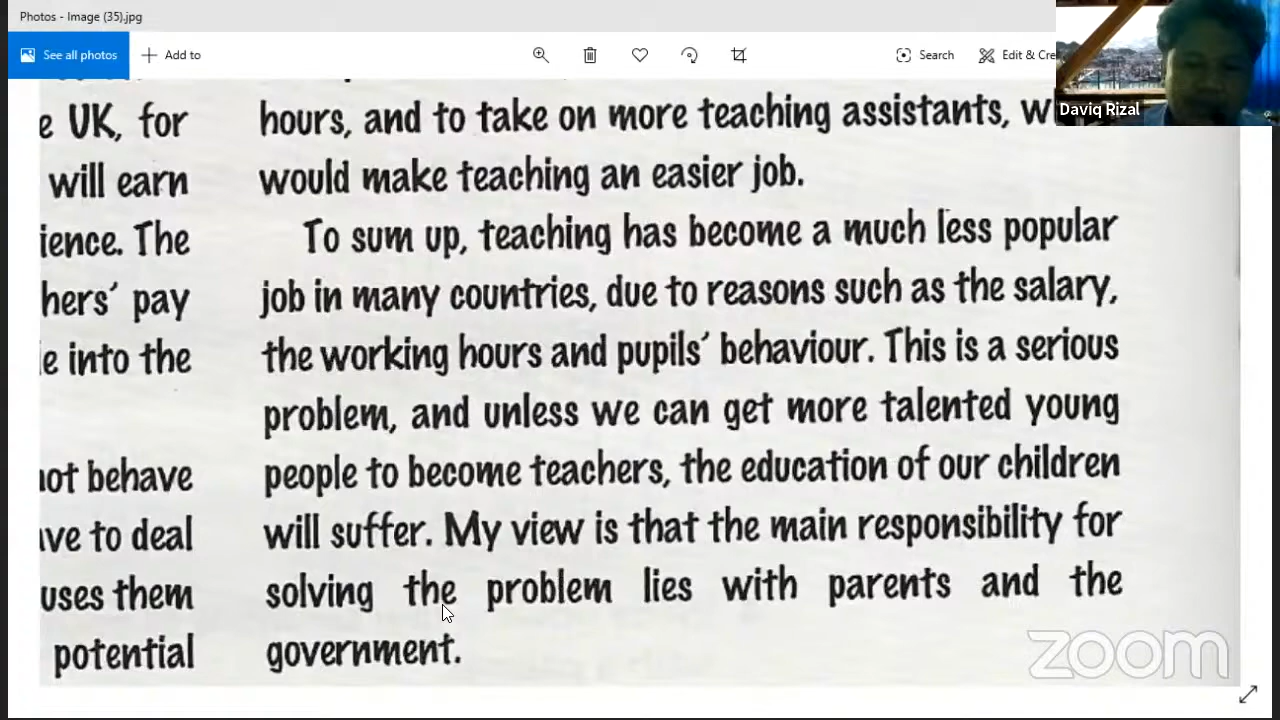 Photos - Image (35).jpg
See all photos
Add to
Search
Edit & Cre
Daviq Rizal
e UK, for
will earn
ience. The
hers' pay
e into the
not behave
ve to deal
uses them
potential
hours, and to take on more teaching assistants, w
would make teaching an easier job.
To sum up, teaching has become a much less popular
job in many countries, due to reasons such as the salary,
the working hours and pupils' behaviour. This is a serious
problem, and unless we can get more talented young
people to become teachers, the education of our children
will suffer. My view is that the main responsibility for
solving the problem lies with parents and the
government.
zoom